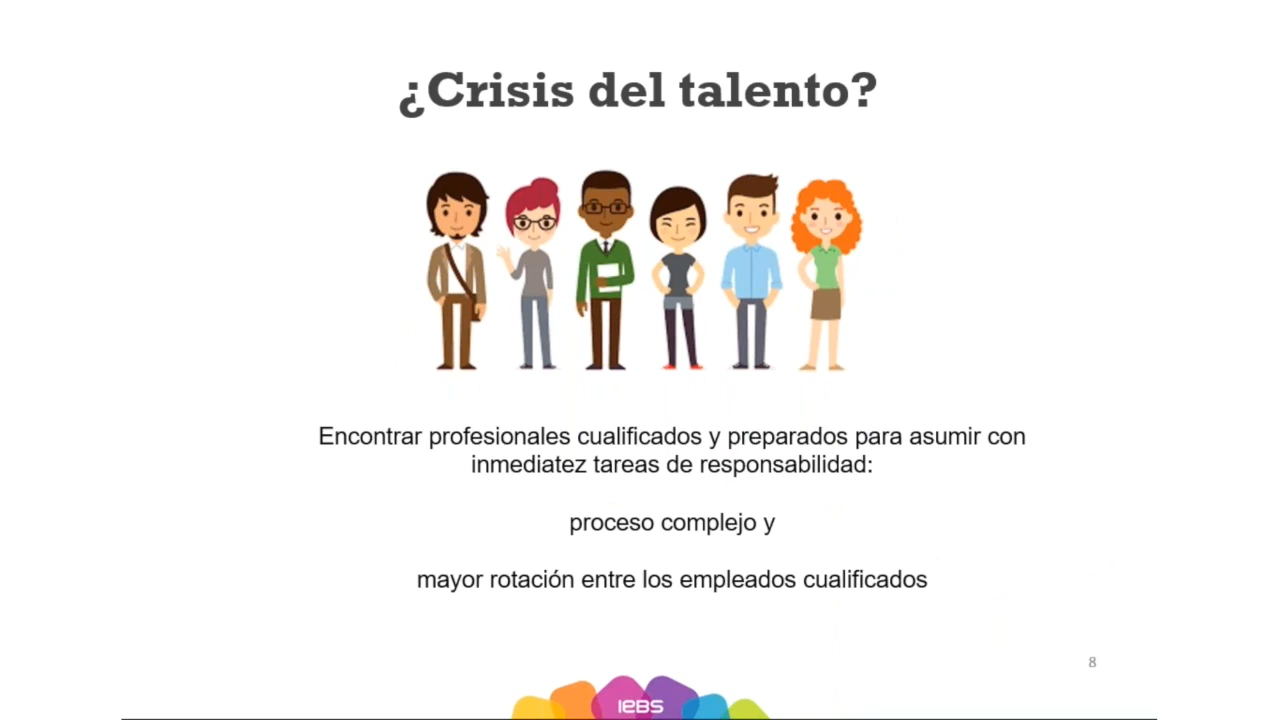 ¿Crisis del talento?
Encontrar profesionales cualificados y preparados para asumir con
inmediatez tareas de responsabilidad:
proceso complejo y
mayor rotación entre los empleados cualificados
8
IEBS